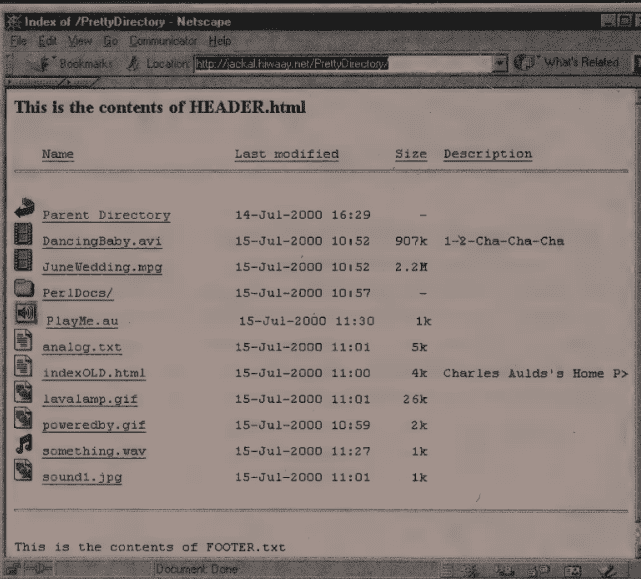 Index of /PrettyDirectory - Netscape
File Edit View Go Communicator Help
Bookmarks Location: http://jackal.hiwaay.net/PrettyDirectory/ What's Related
This is the contents of HEADER.html
Name Last modified Size Description
Parent Directory 14-Jul-2000 16:29 -
DancingBaby.avi 15-Jul-2000 10:52 907k 1-2-Cha-Cha-Cha
JuneWedding.mpg 15-Jul-2000 10:52 2.2M
PerlDocs/ 15-Jul-2000 10:57 -
PlayMe.au 15-Jul-2000 11:30 1k
analog.txt 15-Jul-2000 11:01 5k
indexOLD.html 15-Jul-2000 11:00 4k Charles Aulds's Home P>
lavalamp.gif 15-Jul-2000 11:01 26k
poweredby.gif 15-Jul-2000 10:59 2k
something.wav 15-Jul-2000 11:27 1k
sound1.jpg 15-Jul-2000 11:01 1k
This is the contents of FOOTER.txt
Document: Done